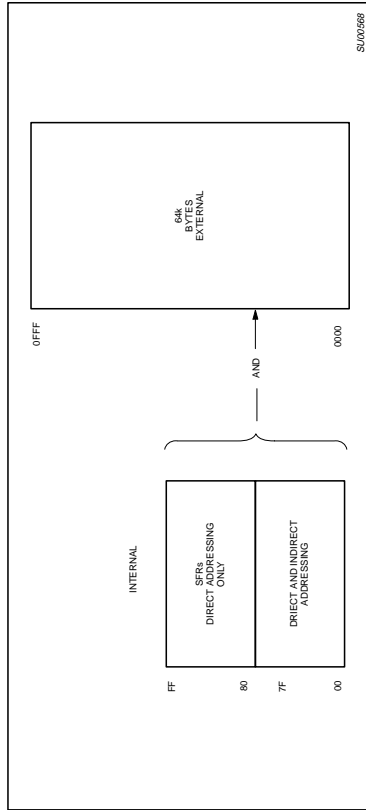 0FFF
INTERNAL
FF
SFRs
DIRECT ADDRESSING
ONLY
80
7F
DRIECT AND INDIRECT
ADDRESSING
00
AND
64k
BYTES
EXTERNAL
0000
SU00568